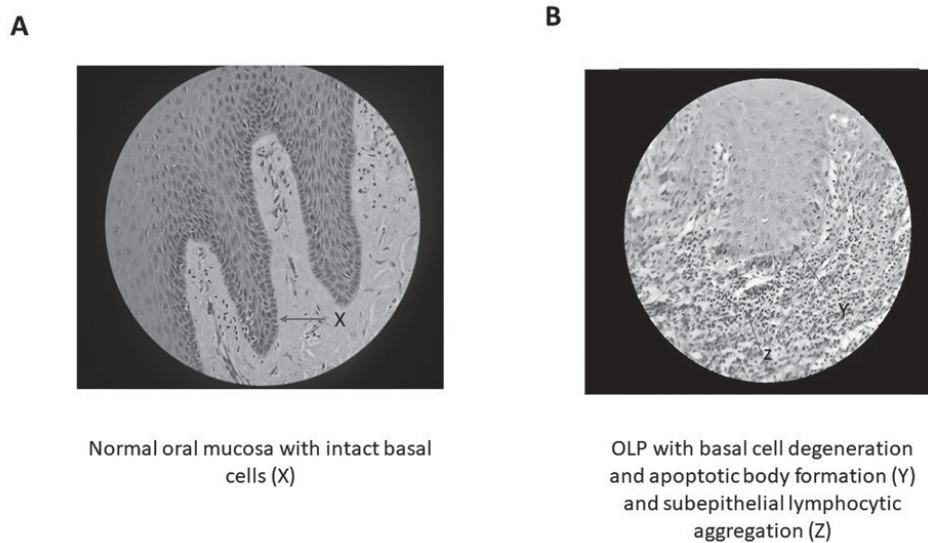 A
B
X
Y
Z
Normal oral mucosa with intact basal
cells (X)
OLP with basal cell degeneration
and apoptotic body formation (Y)
and subepithelial lymphocytic
aggregation (Z)